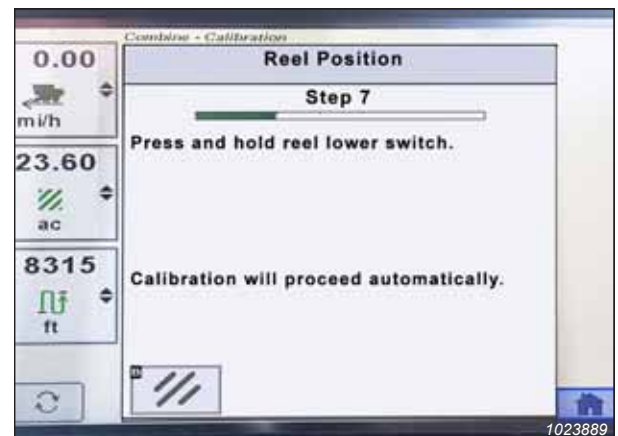 Combine - Calibration
Reel Position
0.00
mi/h
Step 7
Press and hold reel lower switch.
23.60
ac
8315
ft
Calibration will proceed automatically.
1023889